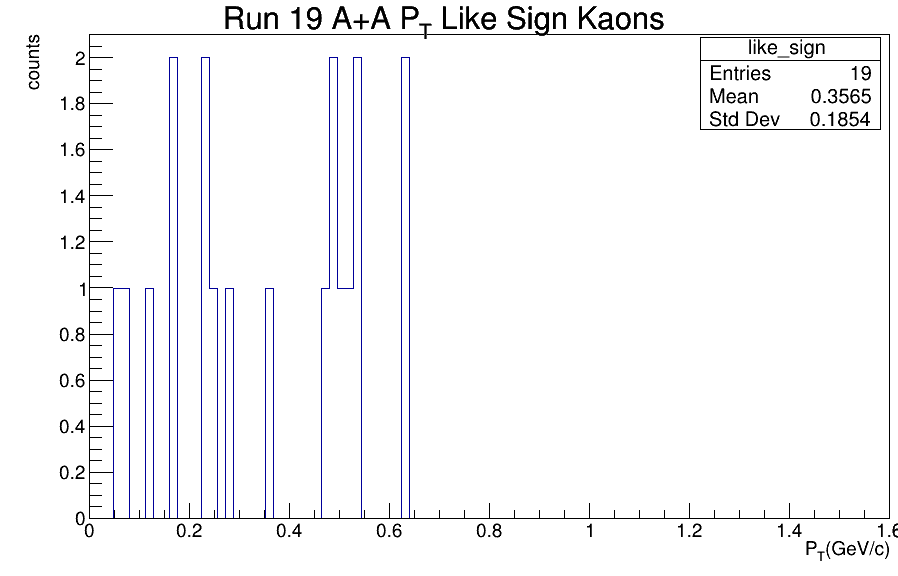 Run 19 A+A PT Like Sign Kaons
counts
like_sign
Entries 19
Mean 0.3565
Std Dev 0.1854
2
1.8
1.6
1.4
1.2
1
0.8
0.6
0.4
0.2
0
0 0.2 0.4 0.6 0.8 1 1.2 1.4 1.6
PT(GeV/c)